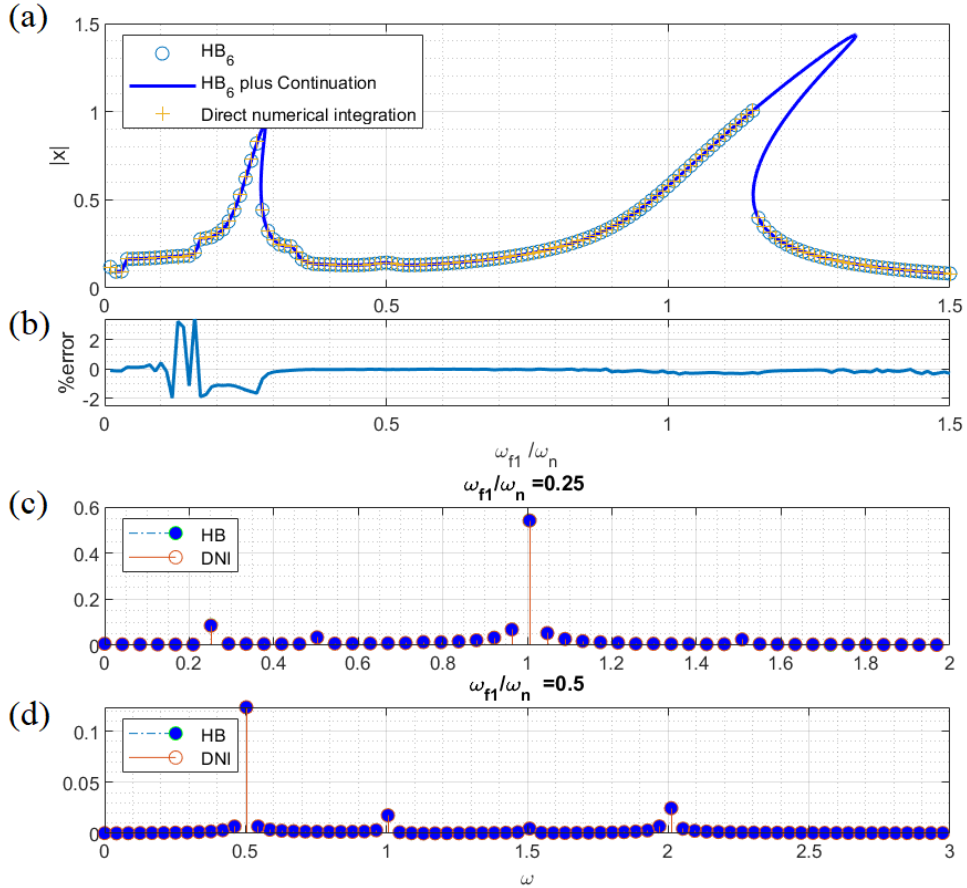 (a)
1.5
1
0.5
0
|x|
HB6
HB6 plus Continuation
Direct numerical integration
0 0.5 1 1.5
(b)
2
0
-2
%error
0 0.5 1 1.5
ωf1 /ωn
ωf1/ωn =0.25
(c)
0.6
0.4
0.2
0
HB
DNI
0 0.2 0.4 0.6 0.8 1 1.2 1.4 1.6 1.8 2
ωf1/ωn =0.5
(d)
0.1
0.05
0
HB
DNI
0 0.5 1 1.5 2 2.5 3
ω